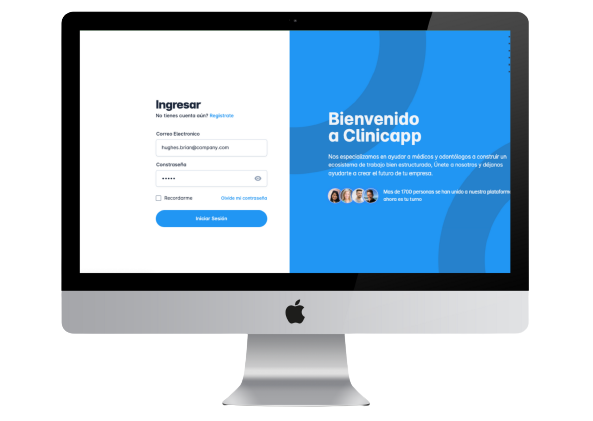 Ingresar
No tienes cuenta aún? Regístrate
Correo Electronico
hughes.brian@company.com
Constraseña
•••••
Recordarme
Olvide mi contraseña
Iniciar Sesión
Bienvenido
a Clinicapp
Nos especializamos en ayudar a médicos y odontólogos a construir un
ecosistema de trabajo bien estructurado, Únete a nosotros y déjanos
ayudarte a crear el futuro de tu empresa.
Mas de 1700 personas se han unido a nuestra plataforma
ahora es tu turno